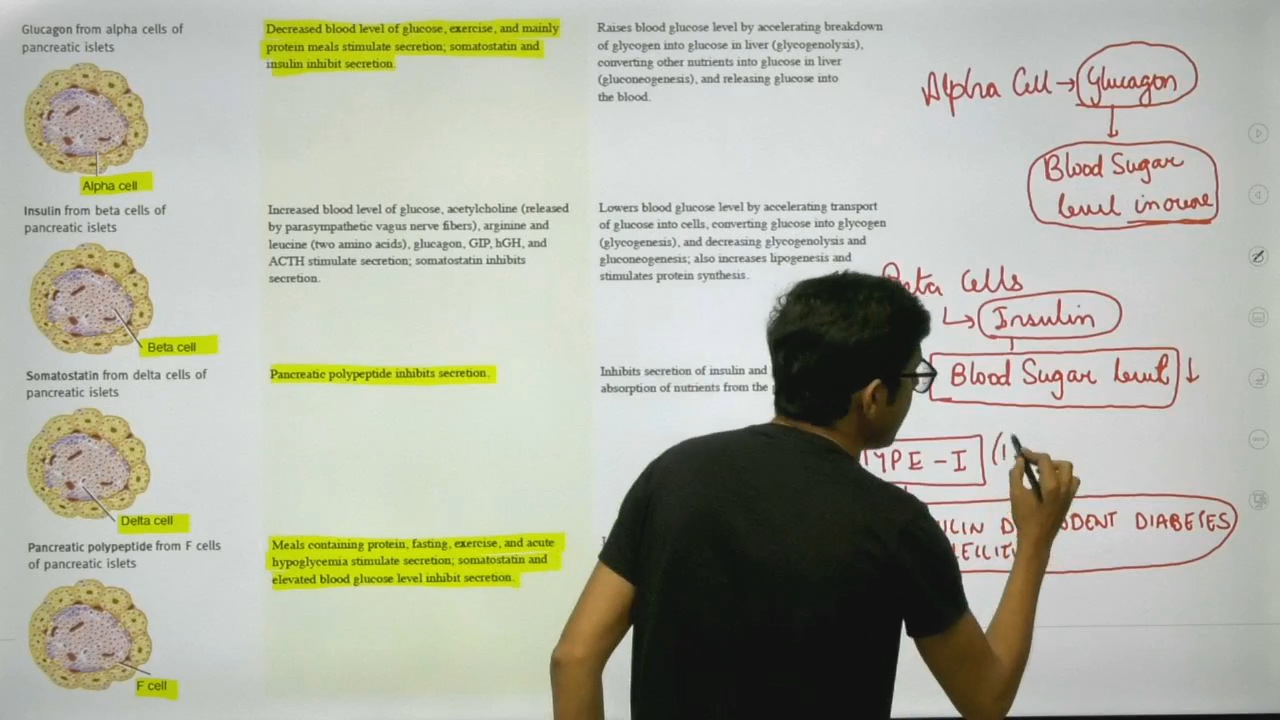 Glucagon from alpha cells of
pancreatic islets
Alpha cell
Decreased blood level of glucose, exercise, and mainly
protein meals stimulate secretion; somatostatin and
insulin inhibit secretion.
Raises blood glucose level by accelerating breakdown
of glycogen into glucose in liver (glycogenolysis),
converting other nutrients into glucose in liver
(gluconeogenesis), and releasing glucose into
the blood.
Insulin from beta cells of
pancreatic islets
Beta cell
Increased blood level of glucose, acetylcholine (released
by parasympathetic vagus nerve fibers), arginine and
leucine (two amino acids), glucagon, GIP, hGH, and
ACTH stimulate secretion; somatostatin inhibits
secretion.
Lowers blood glucose level by accelerating transport
of glucose into cells, converting glucose into glycogen
(glycogenesis), and decreasing glycogenolysis and
gluconeogenesis; also increases lipogenesis and
stimulates protein synthesis.
Somatostatin from delta cells of
pancreatic islets
Delta cell
Pancreatic polypeptide inhibits secretion.
Inhibits secretion of insulin and
absorption of nutrients from the
Pancreatic polypeptide from F cells
of pancreatic islets
F cell
Meals containing protein, fasting, exercise, and acute
hypoglycemia stimulate secretion; somatostatin and
elevated blood glucose level inhibit secretion.
Alpha Cell → Glucagon
Blood Sugar
level
Beta Cells
↳ Insulin
Blood Sugar level ↓
TYPE - I (1
DIABETES